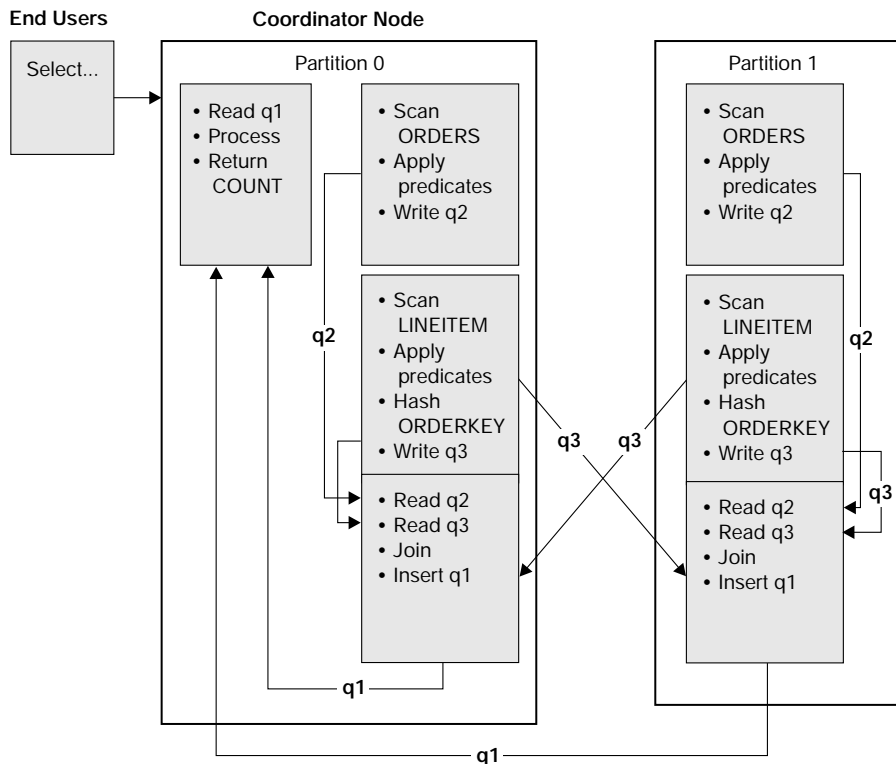 End Users
Coordinator Node
Select...
Partition 0
• Read q1
• Process
• Return
COUNT
• Scan
ORDERS
• Apply
predicates
• Write q2
q2
• Scan
LINEITEM
• Apply
predicates
• Hash
ORDERKEY
• Write q3
• Read q2
• Read q3
• Join
• Insert q1
q1
q3
q3
Partition 1
• Scan
ORDERS
• Apply
predicates
• Write q2
• Scan
LINEITEM
• Apply
predicates
• Hash
ORDERKEY
• Write q3
q2
q3
• Read q2
• Read q3
• Join
• Insert q1
q1